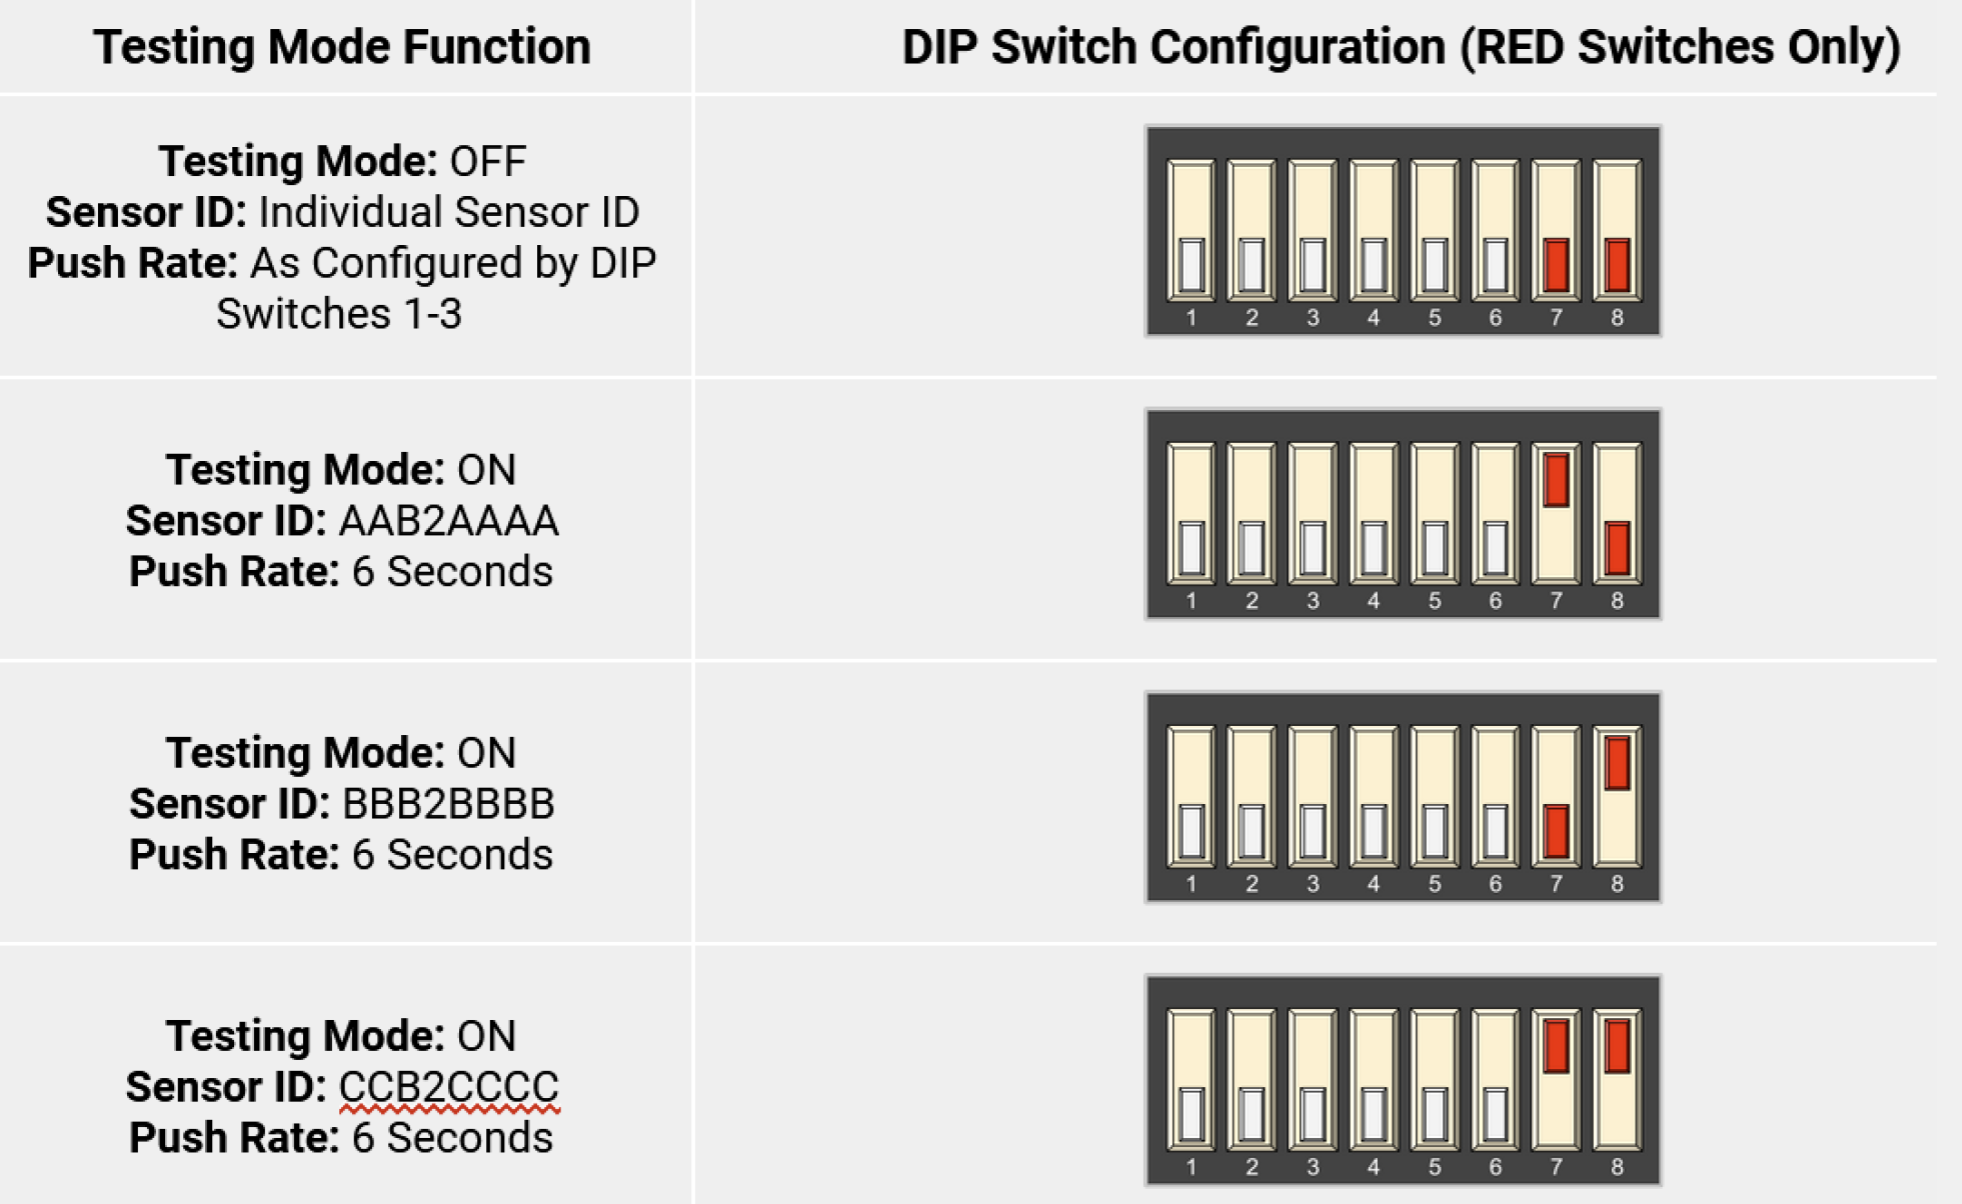 Testing Mode Function
DIP Switch Configuration (RED Switches Only)
Testing Mode: OFF
Sensor ID: Individual Sensor ID
Push Rate: As Configured by DIP
Switches 1-3
1 2 3 4 5 6 7 8
Testing Mode: ON
Sensor ID: AAB2AAAA
Push Rate: 6 Seconds
1 2 3 4 5 6 7 8
Testing Mode: ON
Sensor ID: BBB2BBBB
Push Rate: 6 Seconds
1 2 3 4 5 6 7 8
Testing Mode: ON
Sensor ID: CCB2CCCC
Push Rate: 6 Seconds
1 2 3 4 5 6 7 8